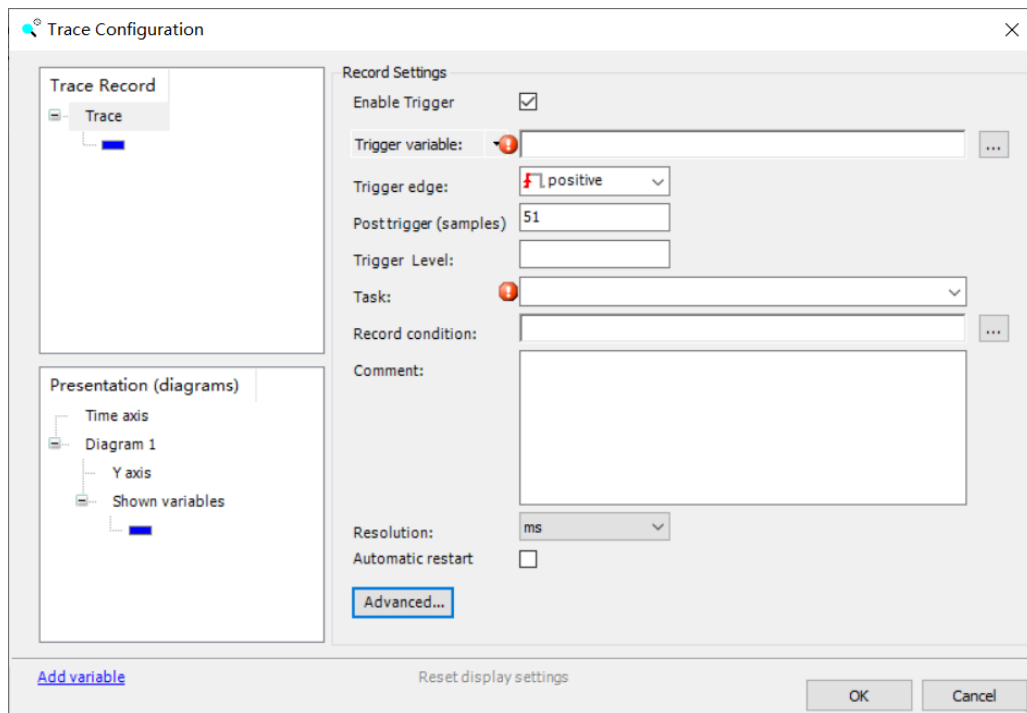 Trace Configuration
Trace Record
Trace
Presentation (diagrams)
Time axis
Diagram 1
Y axis
Shown variables
Record Settings
Enable Trigger
Trigger variable:
...
Trigger edge:
positive
Post trigger (samples)
51
Trigger Level:
Task:
Record condition:
...
Comment:
Resolution:
ms
Automatic restart
Advanced...
Add variable
Reset display settings
OK
Cancel